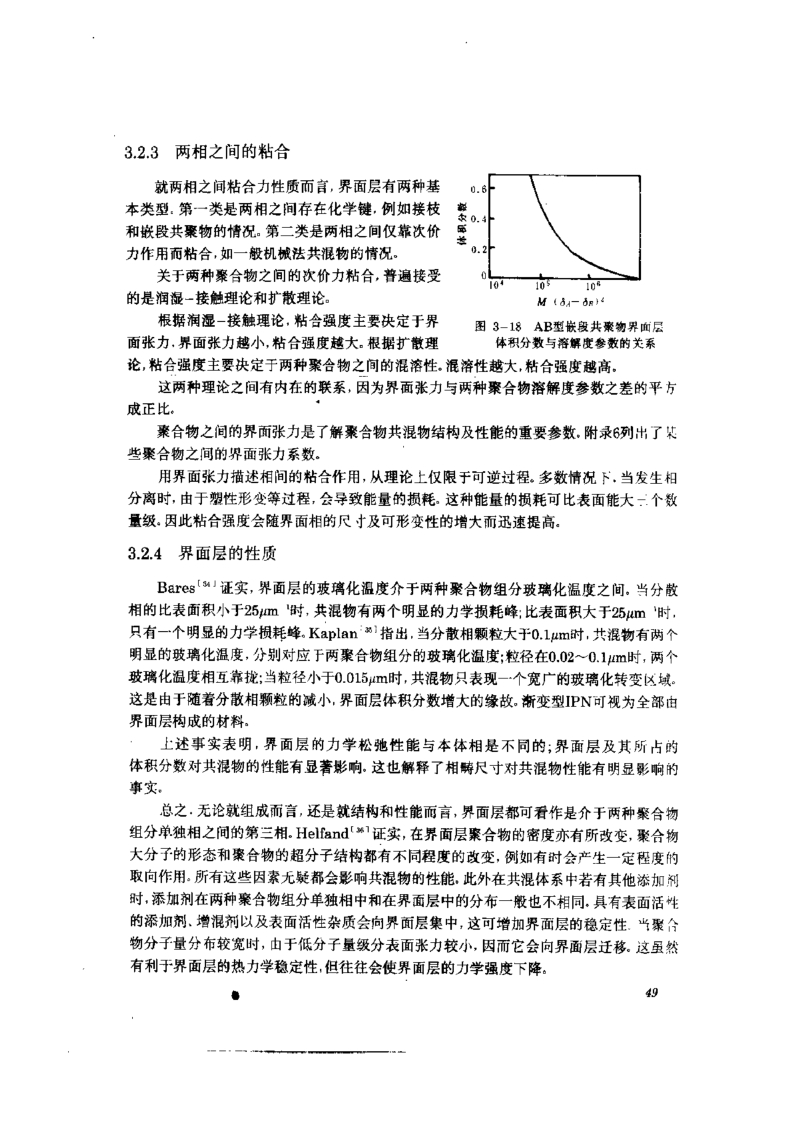 3.2.3 两相之间的粘合
就两相之间粘合力性质而言,界面层有两种基
本类型。第一类是两相之间存在化学键,例如接枝
和嵌段共聚物的情况。第二类是两相之间仅靠次价
力作用而粘合,如一般机械法共混物的情况。
关于两种聚合物之间的次价力粘合,普遍接受
的是润湿-接触理论和扩散理论。
根据润湿-接触理论,粘合强度主要决定于界
面张力,界面张力越小,粘合强度越大。根据扩散理
体积分数
0.6
0.4
0.2
0
10⁴ 10⁵ 10⁶
M (δA-δB)²
图 3-18 AB型嵌段共聚物界面层
体积分数与溶解度参数的关系
论,粘合强度主要决定于两种聚合物之间的混溶性。混溶性越大,粘合强度越高。
这两种理论之间有内在的联系,因为界面张力与两种聚合物溶解度参数之差的平方
成正比。
聚合物之间的界面张力是了解聚合物共混物结构及性能的重要参数,附录6列出了某
些聚合物之间的界面张力系数。
用界面张力描述相间的粘合作用,从理论上仅限于可逆过程。多数情况下,当发生相
分离时,由于塑性形变等过程,会导致能量的损耗。这种能量的损耗可比表面能大个数
量级。因此粘合强度会随界面相的尺寸及可形变性的增大而迅速提高。
3.2.4 界面层的性质
Bares[34]证实,界面层的玻璃化温度介于两种聚合物组分玻璃化温度之间。当分散
相的比表面积小于25μm⁻¹时,共混物有两个明显的力学损耗峰;比表面积大于25μm⁻¹时,
只有一个明显的力学损耗峰。Kaplan[35]指出,当分散相颗粒大于0.1μm时,共混物有两个
明显的玻璃化温度,分别对应于两聚合物组分的玻璃化温度;粒径在0.02~0.1μm时,两个
玻璃化温度相互靠拢;当粒径小于0.015μm时,共混物只表现一个宽广的玻璃化转变区域。
这是由于随着分散相颗粒的减小,界面层体积分数增大的缘故。渐变型IPN可视为全部由
界面层构成的材料。
上述事实表明,界面层的力学松弛性能与本体相是不同的;界面层及其所占的
体积分数对共混物的性能有显著影响。这也解释了相畴尺寸对共混物性能有明显影响的
事实。
总之,无论就组成而言,还是就结构和性能而言,界面层都可看作是介于两种聚合物
组分单独相之间的第三相。Helfand[36]证实,在界面层聚合物的密度亦有所改变,聚合物
大分子的形态和聚合物的超分子结构都有不同程度的改变,例如有时会产生一定程度的
取向作用。所有这些因素无疑都会影响共混物的性能。此外在共混体系中若有其他添加剂
时,添加剂在两种聚合物组分单独相中和在界面层中的分布一般也不相同。具有表面活性
的添加剂、增混剂以及表面活性杂质会向界面层集中,这可增加界面层的稳定性。当聚合
物分子量分布较宽时,由于低分子量级分表面张力较小,因而它会向界面层迁移。这虽然
有利于界面层的热力学稳定性,但往往会使界面层的力学强度下降。
49